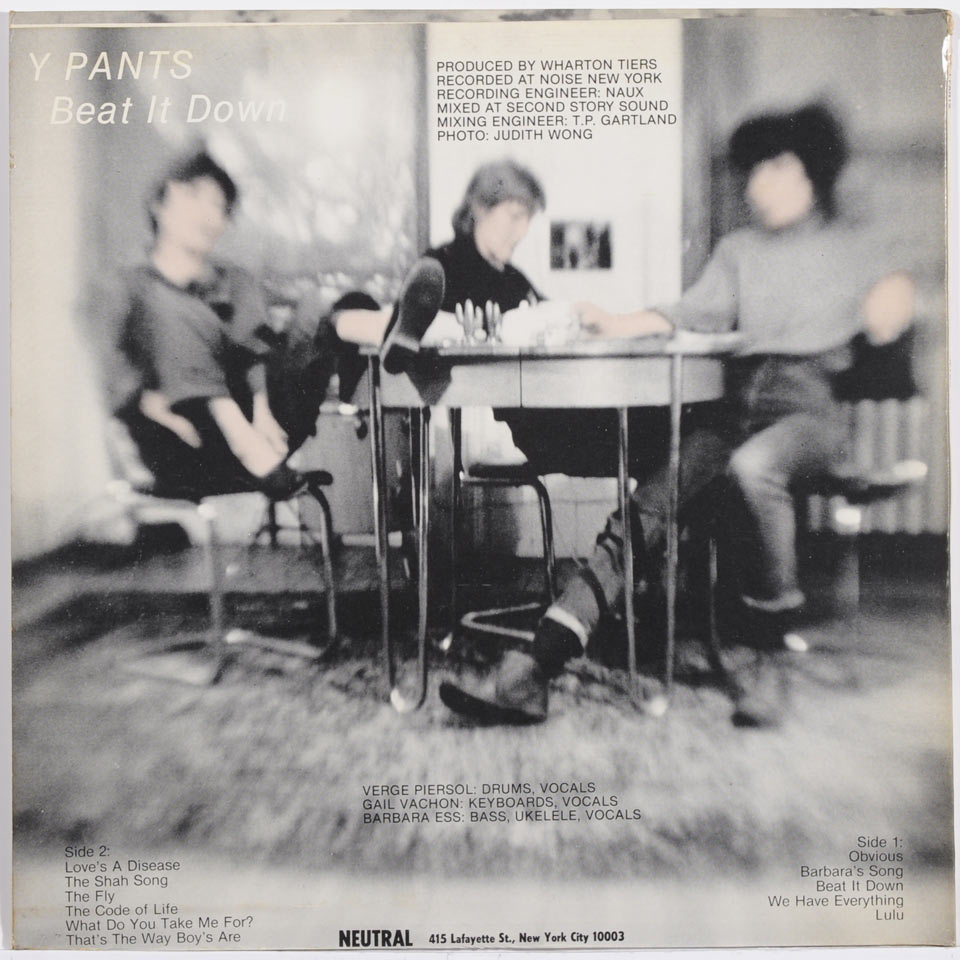 Y PANTS
Beat It Down
PRODUCED BY WHARTON TIERS
RECORDED AT NOISE NEW YORK
RECORDING ENGINEER: NAUX
MIXED AT SECOND STORY SOUND
MIXING ENGINEER: T.P. GARTLAND
PHOTO: JUDITH WONG
VERGE PIERSOL: DRUMS, VOCALS
GAIL VACHON: KEYBOARDS, VOCALS
BARBARA ESS: BASS, UKELELE, VOCALS
Side 2:
Love's A Disease
The Shah Song
The Fly
The Code of Life
What Do You Take Me For?
That's The Way Boy's Are
Side 1:
Obvious
Barbara's Song
Beat It Down
We Have Everything
Lulu
NEUTRAL 415 Lafayette St., New York City 10003